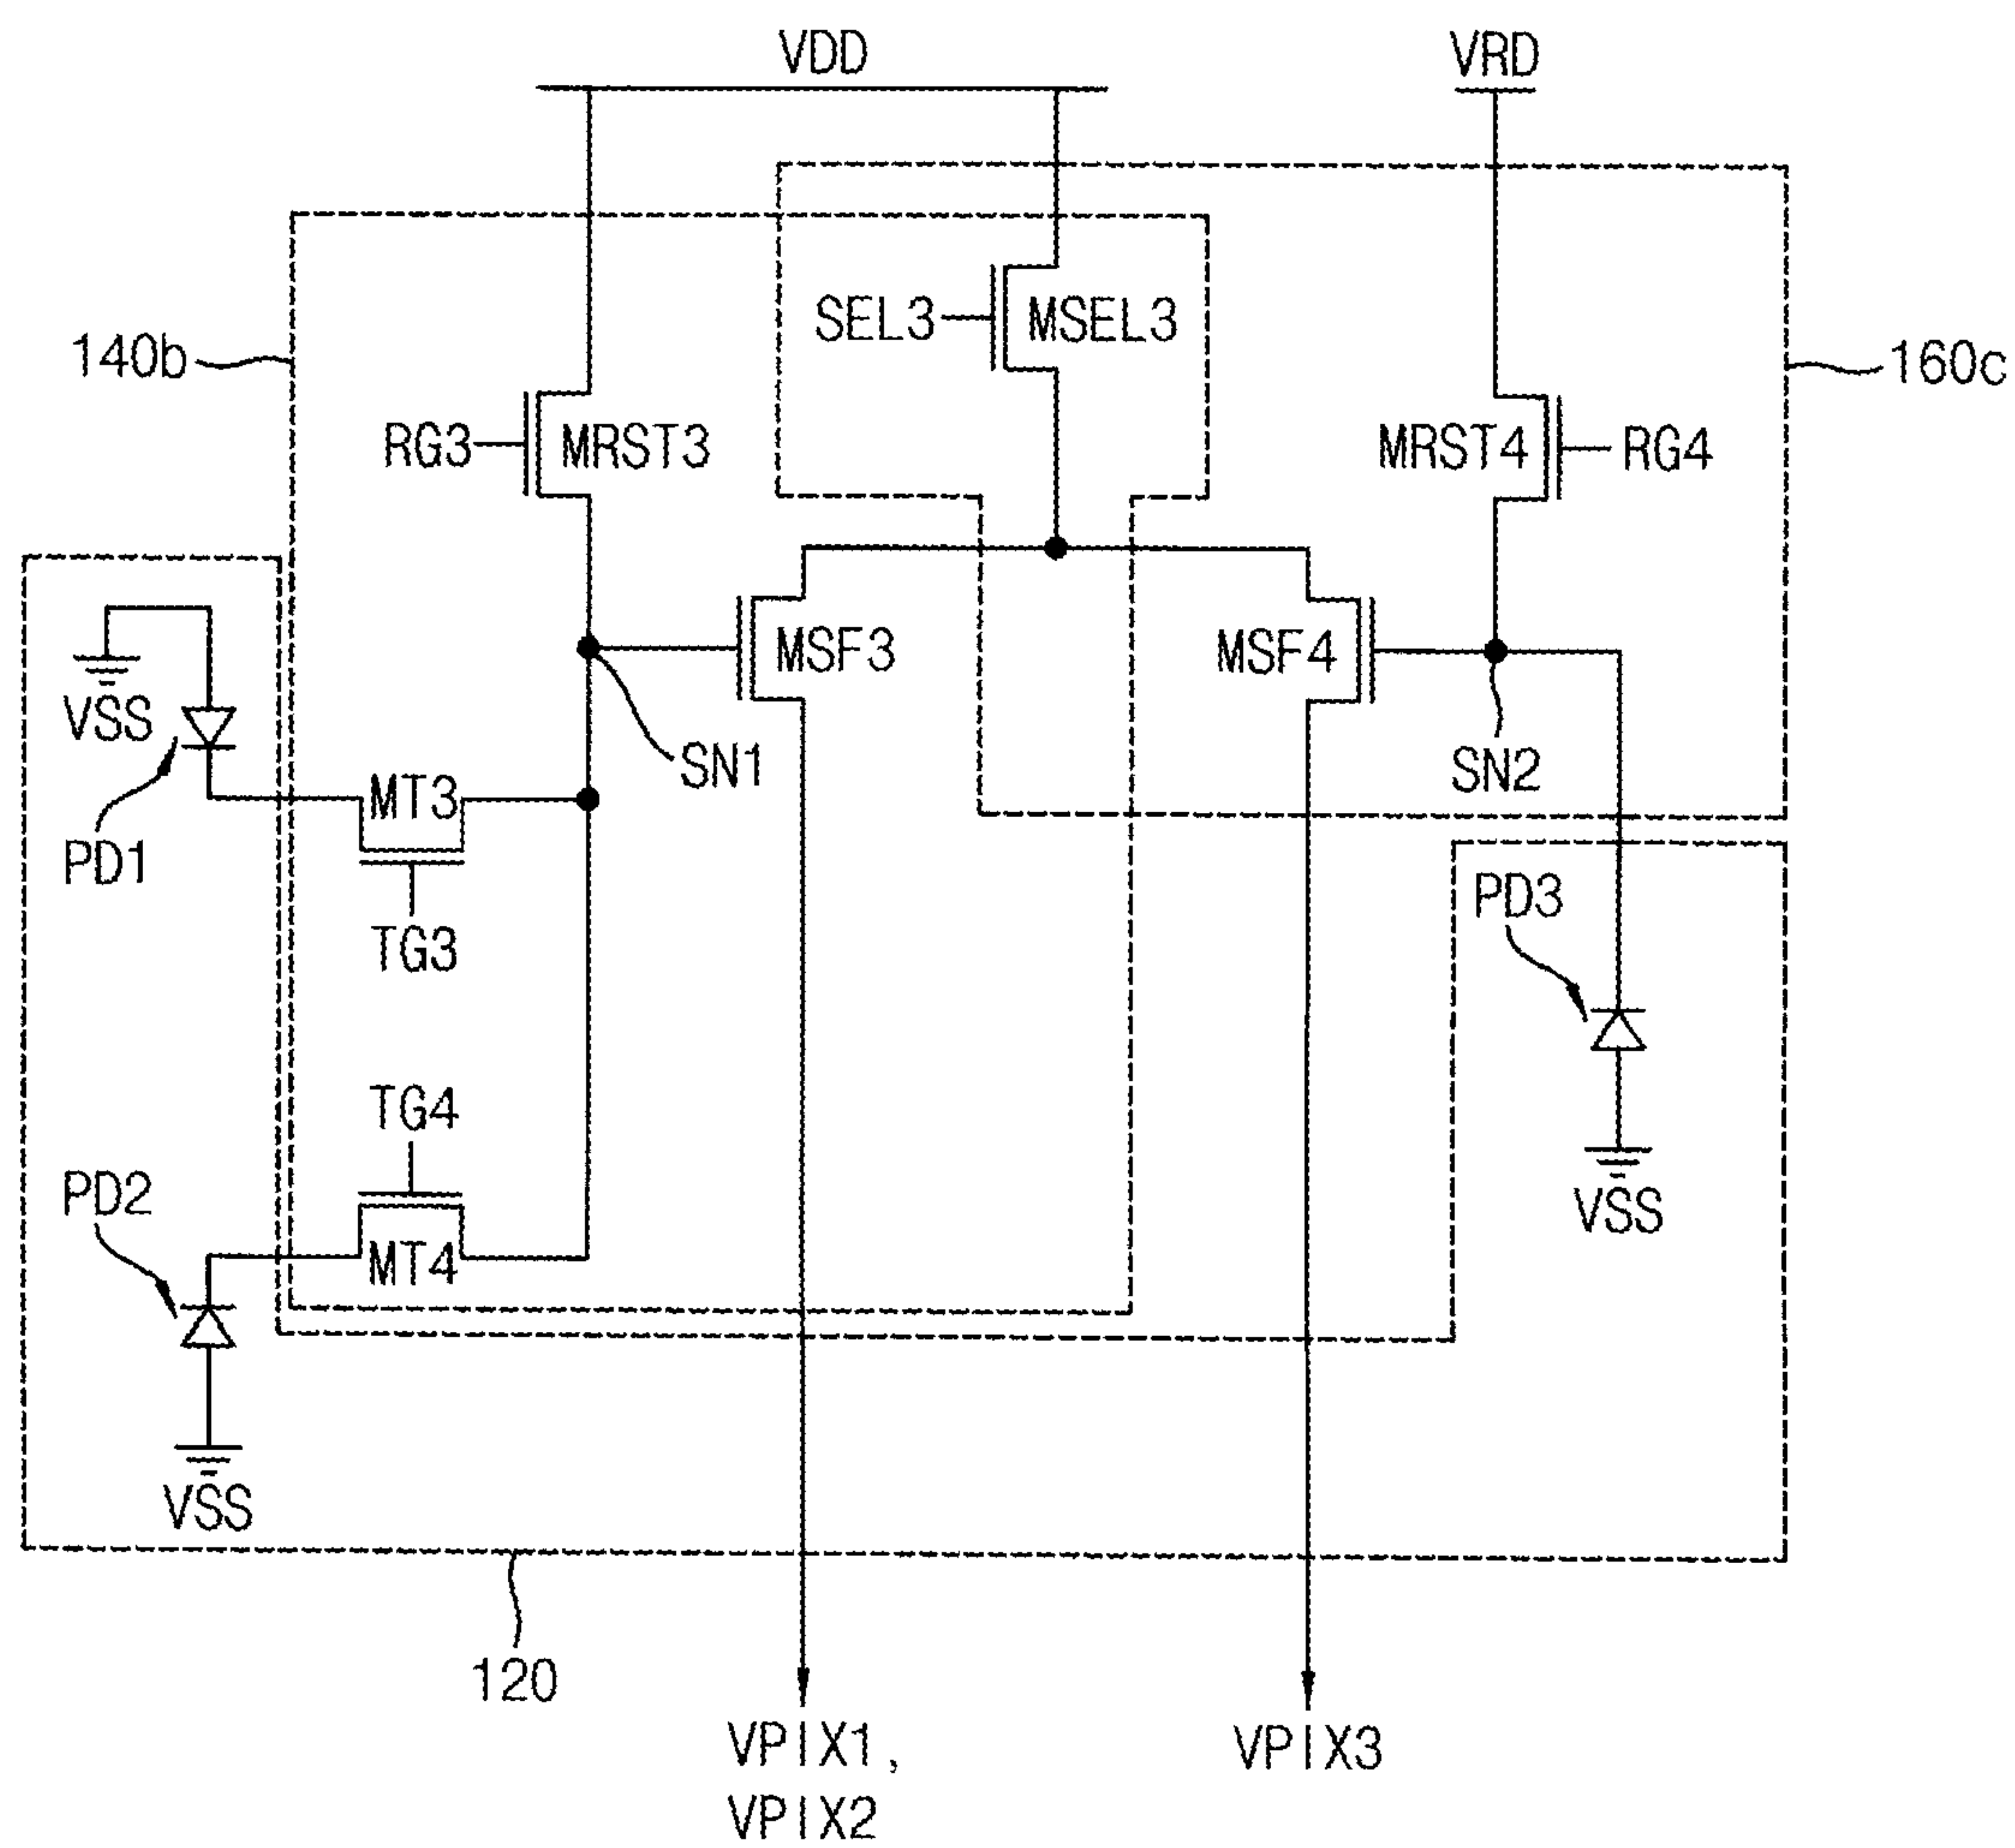 VDD
VRD
SEL3
MSEL3
140b
160c
RG3
MRST3
MRST4
RG4
MSF3
MSF4
VSS
SN1
SN2
MT3
PD1
PD3
TG3
TG4
PD2
VSS
MT4
VSS
120
VPIX1,
VPIX2
VPIX3